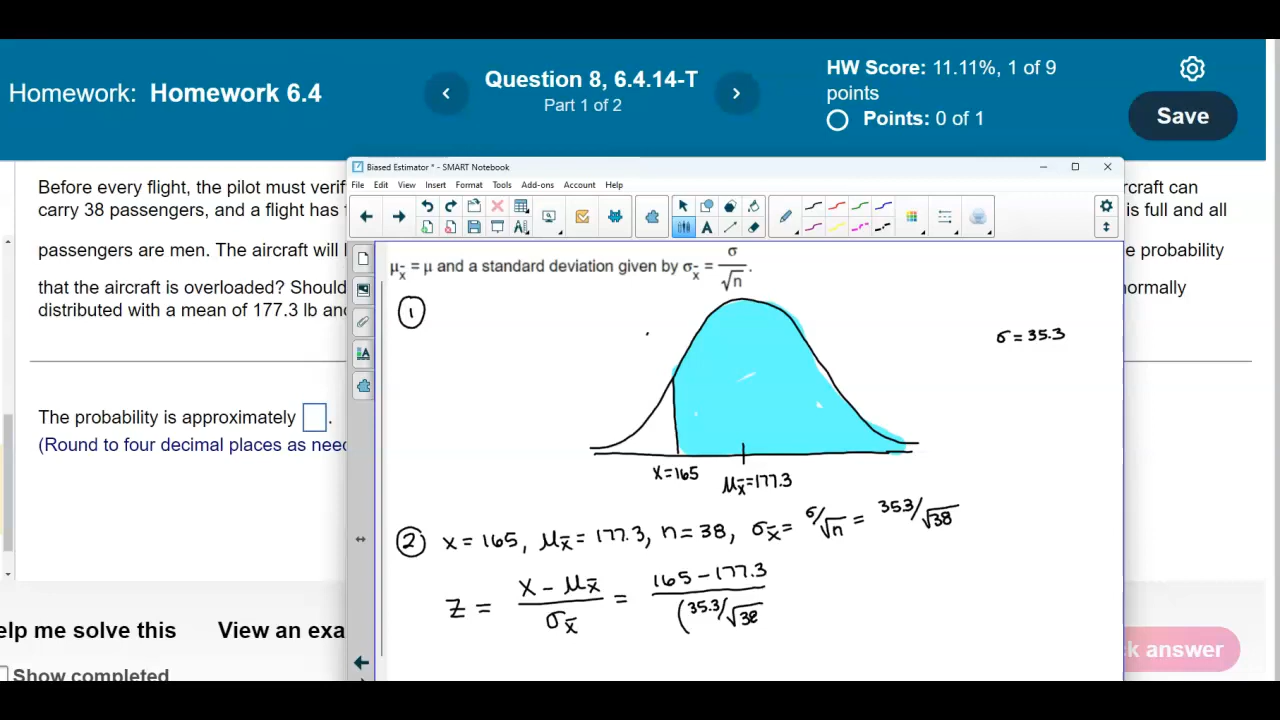 Homework: Homework 6.4
Question 8, 6.4.14-T
Part 1 of 2
HW Score: 11.11%, 1 of 9
points
Points: 0 of 1
Save
Before every flight, the pilot must verif
carry 38 passengers, and a flight has
passengers are men. The aircraft will
that the aircraft is overloaded? Should
distributed with a mean of 177.3 lb an
rcraft can
is full and all
e probability
ormally
The probability is approximately
(Round to four decimal places as nee
elp me solve this
View an exa
Show completed
k answer
Biased Estimator * - SMART Notebook
File Edit View Insert Format Tools Add-ons Account Help
μx̄ = μ and a standard deviation given by σx̄ = σ/√n.
① 
σ = 35.3
x=165
μx̄=177.3
② x = 165, μx̄ = 177.3, n = 38, σx̄ = σ/√n = 35.3/√38
Z = x − μx̄ / σx̄ = 165 − 177.3 / (35.3/√38